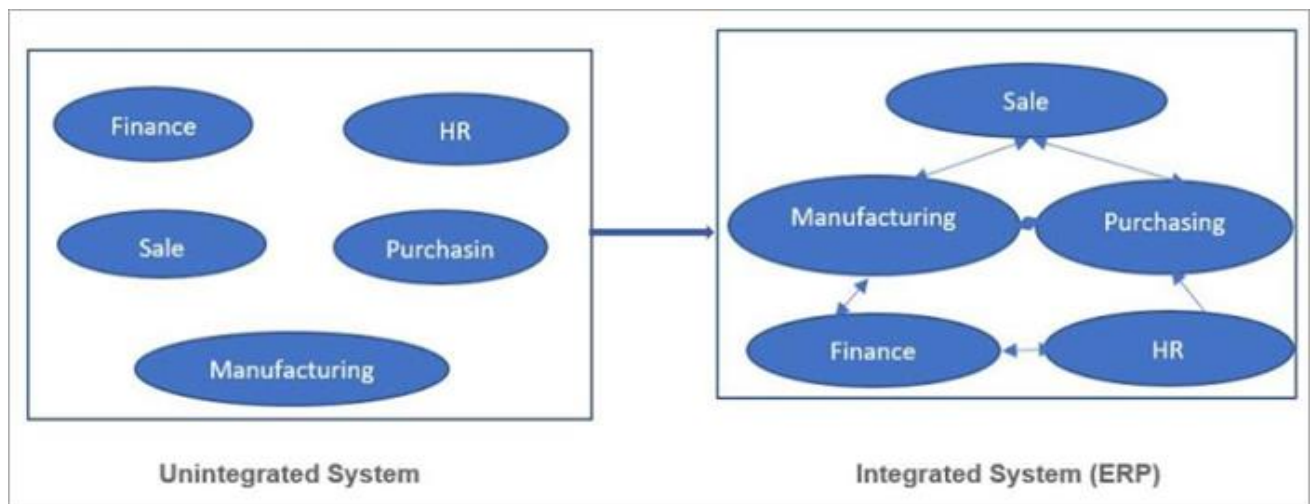 Finance
HR
Sale
Purchasin
Manufacturing
Unintegrated System
Sale
Manufacturing
Purchasing
Finance
HR
Integrated System (ERP)